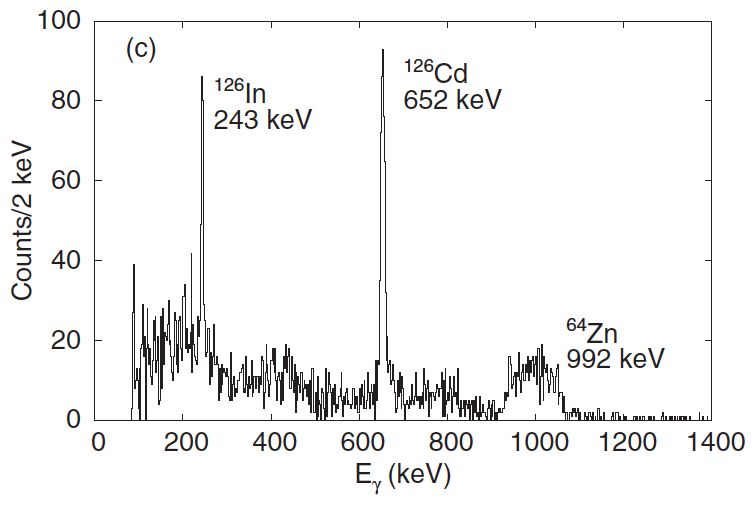 (c)
¹²⁶In
243 keV
¹²⁶Cd
652 keV
⁶⁴Zn
992 keV
Counts/2 keV
100
80
60
40
20
0
0 200 400 600 800 1000 1200 1400
Eᵧ (keV)